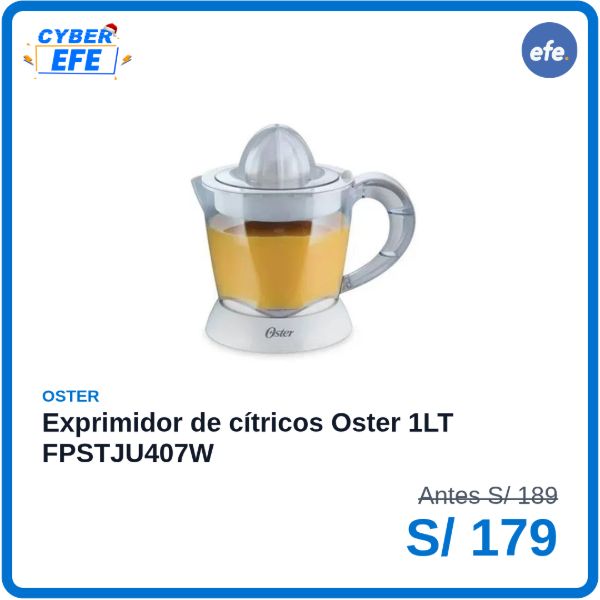 CYBER
EFE
efe.
Oster
OSTER
Exprimidor de cítricos Oster 1LT
FPSTJU407W
Antes S/ 189
S/ 179